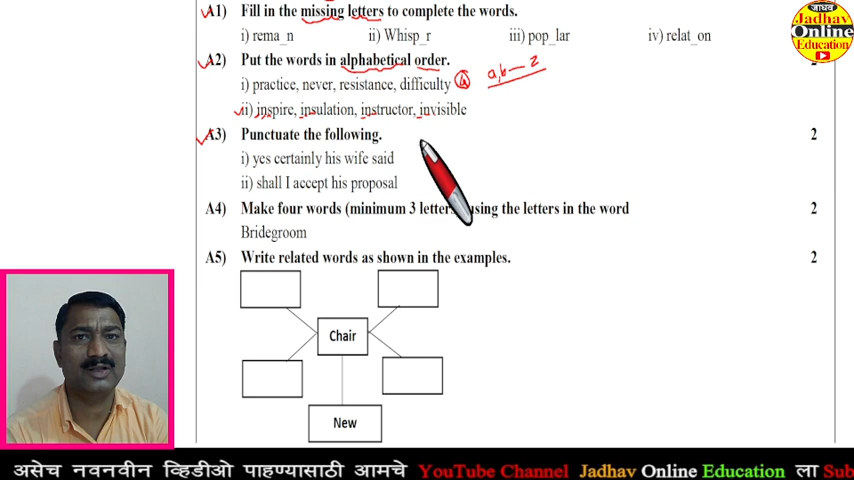 जाधव
Jadhav
Online
Education
A1) Fill in the missing letters to complete the words.
i) rema_n ii) Whisp_r iii) pop_lar iv) relat_on
A2) Put the words in alphabetical order.
a, b — z
i) practice, never, resistance, difficulty
ii) inspire, insulation, instructor, invisible
A3) Punctuate the following. 2
i) yes certainly his wife said
ii) shall I accept his proposal
A4) Make four words (minimum 3 letter using the letters in the word 2
Bridegroom
A5) Write related words as shown in the examples. 2
Chair
New
असेच नवनवीन व्हिडीओ पाहण्यासाठी आमचे YouTube Channel Jadhav Online Education ला Sub